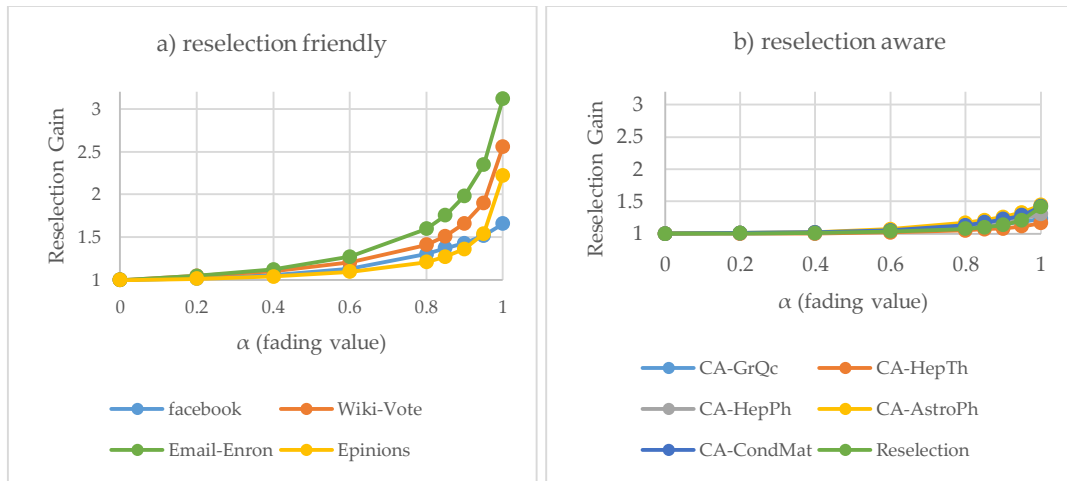 a) reselection friendly
Reselection Gain
3
2.5
2
1.5
1
0
0.2
0.4
0.6
0.8
1
α (fading value)
facebook
Wiki-Vote
Email-Enron
Epinions
b) reselection aware
Reselection Gain
3
2.5
2
1.5
1
0
0.2
0.4
0.6
0.8
1
α (fading value)
CA-GrQc
CA-HepTh
CA-HepPh
CA-AstroPh
CA-CondMat
Reselection